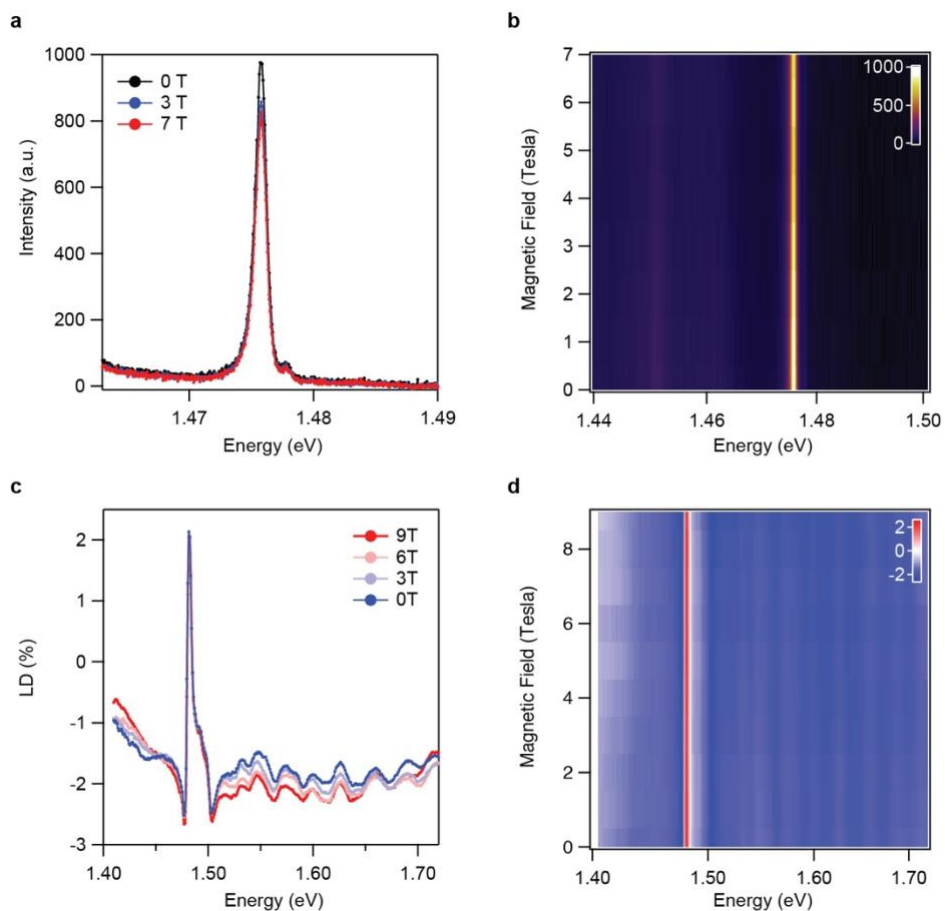 a
1000
800
600
400
200
0
Intensity (a.u.)
0 T
3 T
7 T
1.47
1.48
1.49
Energy (eV)
b
7
6
5
4
3
2
1
0
Magnetic Field (Tesla)
1000
500
0
1.44
1.46
1.48
1.50
Energy (eV)
c
2
1
0
-1
-2
-3
LD (%)
9T
6T
3T
0T
1.40
1.50
1.60
1.70
Energy (eV)
d
8
6
4
2
0
Magnetic Field (Tesla)
2
0
-2
1.40
1.50
1.60
1.70
Energy (eV)